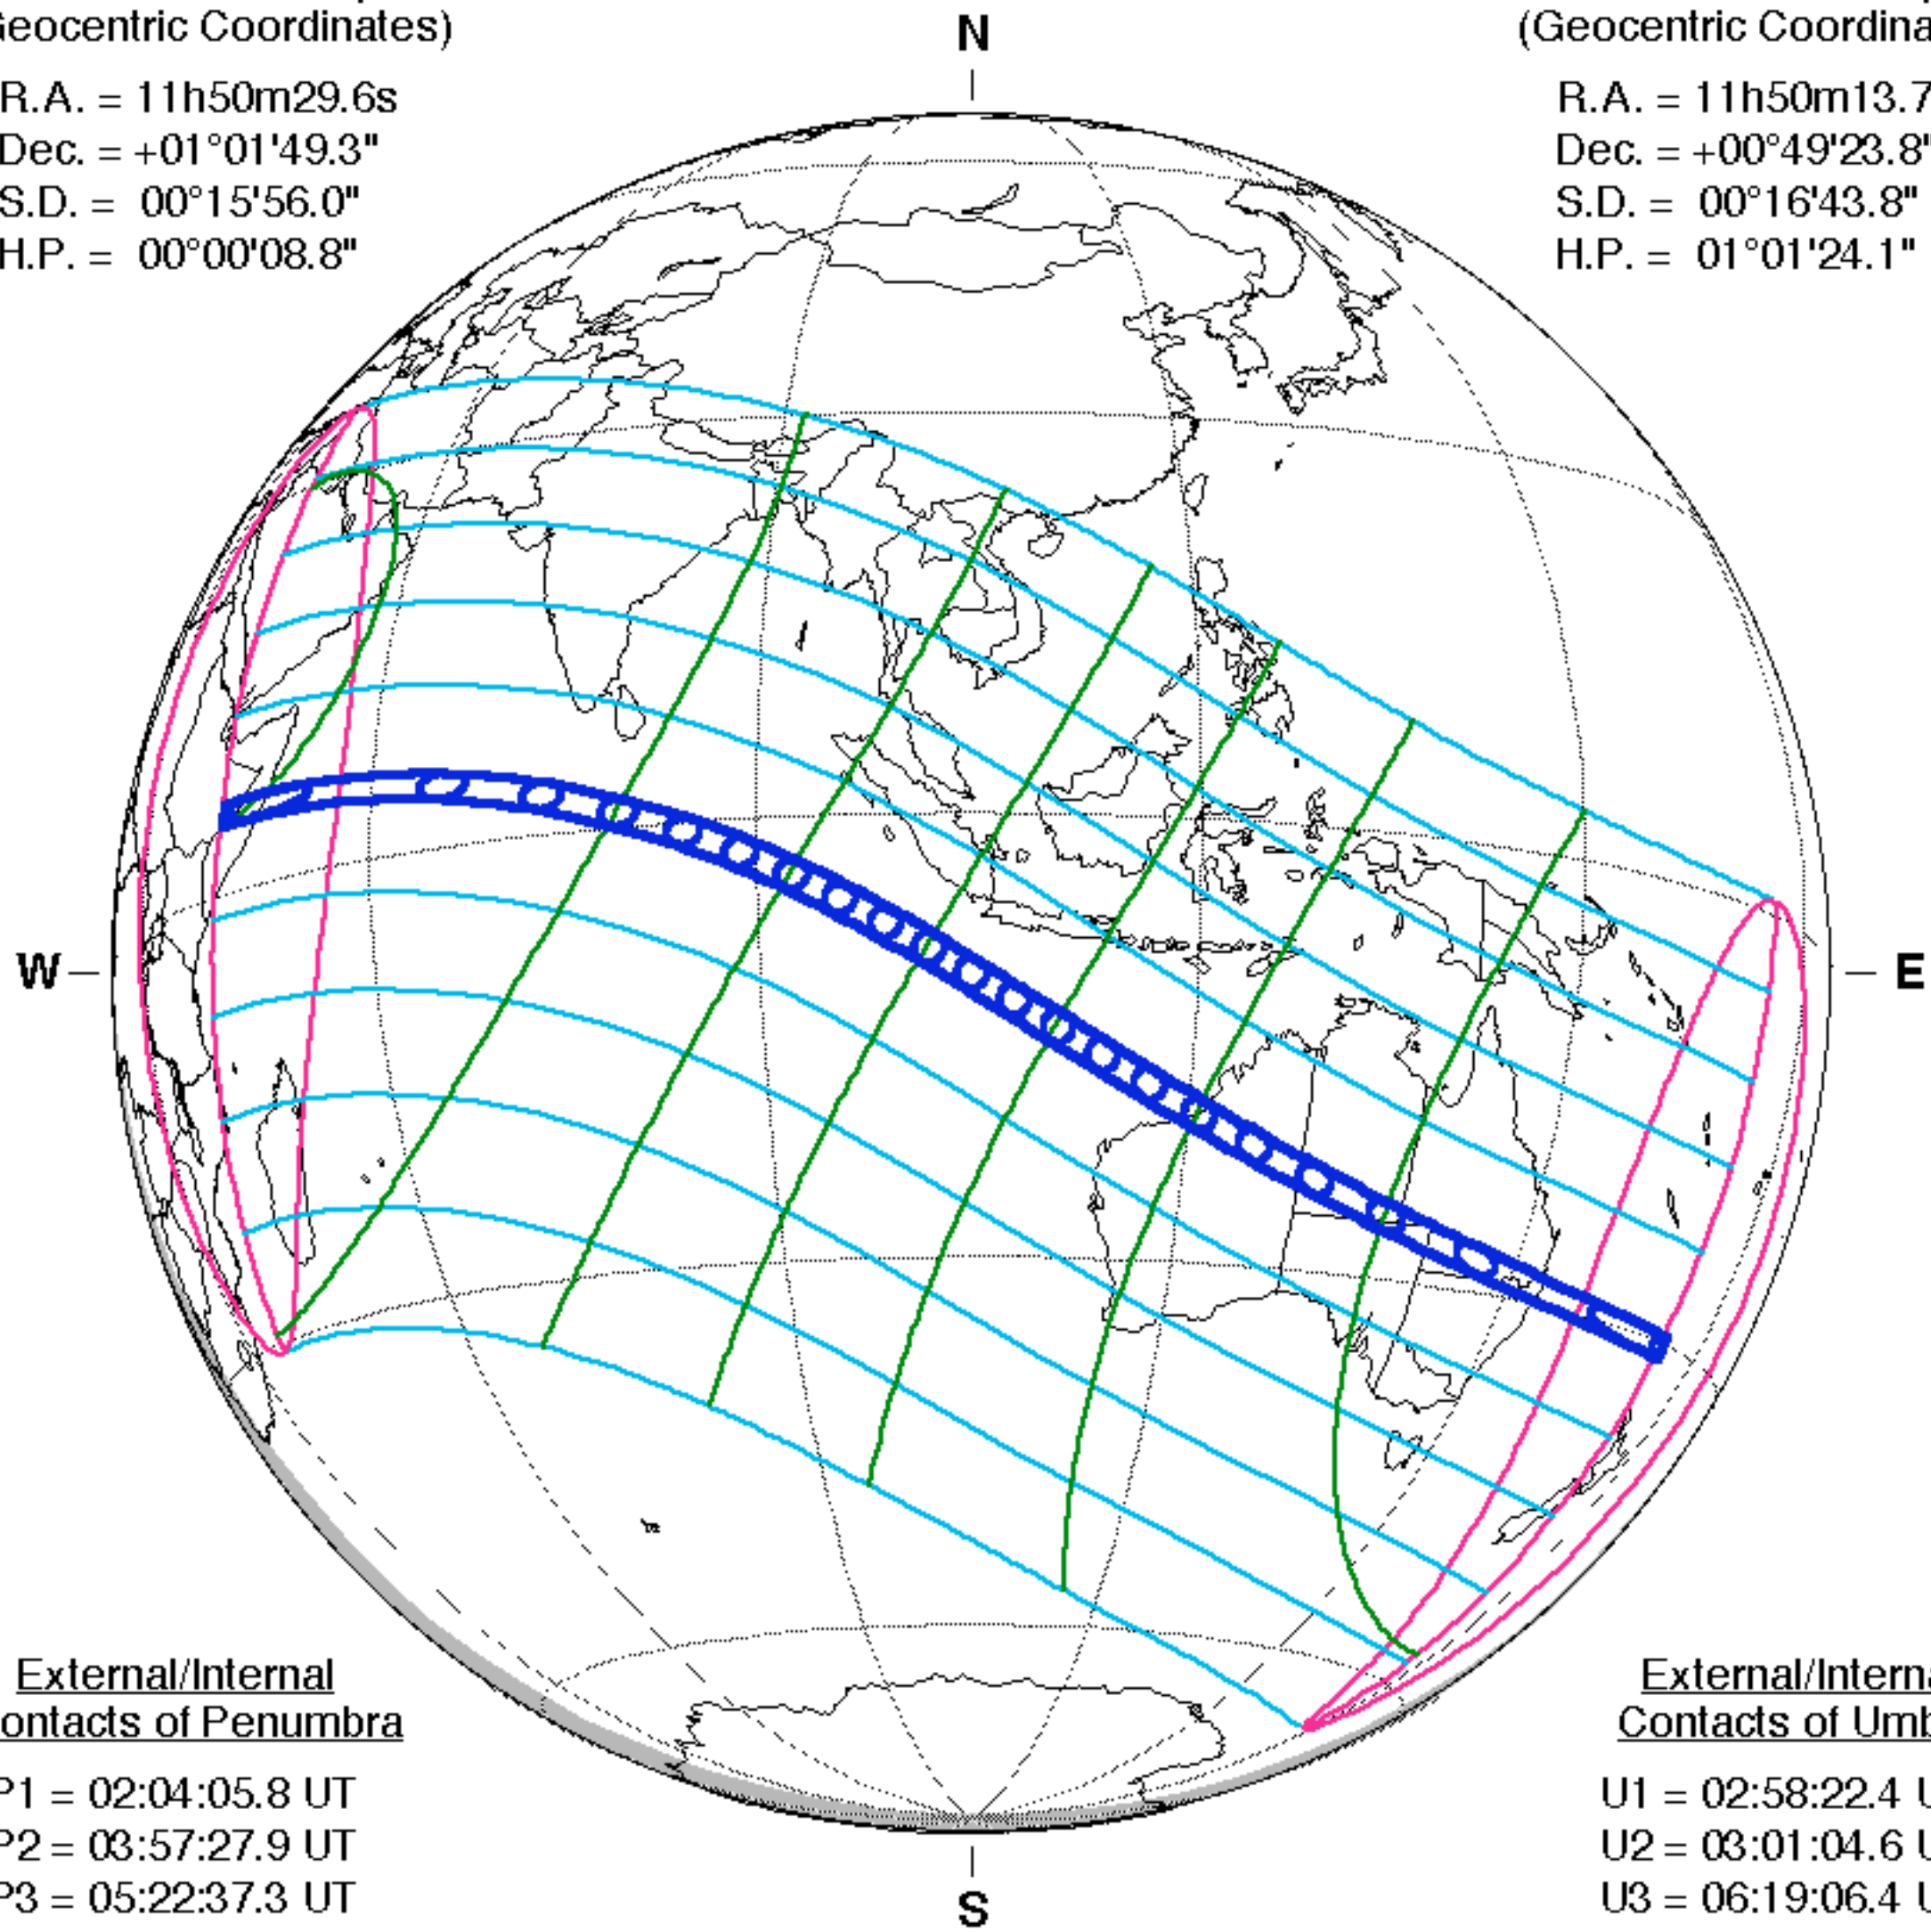 eocentric Coordinates)
R.A. = 11h50m29.6s
Dec. = +01°01'49.3"
S.D. = 00°15'56.0"
H.P. = 00°00'08.8"
N
(Geocentric Coordina
R.A. = 11h50m13.7
Dec. = +00°49'23.8"
S.D. = 00°16'43.8"
H.P. = 01°01'24.1"
W
E
External/Internal
ontacts of Penumbra
P1 = 02:04:05.8 UT
P2 = 03:57:27.9 UT
P3 = 05:22:37.3 UT
S
External/Interna
Contacts of Umb
U1 = 02:58:22.4 U
U2 = 03:01:04.6 U
U3 = 06:19:06.4 U